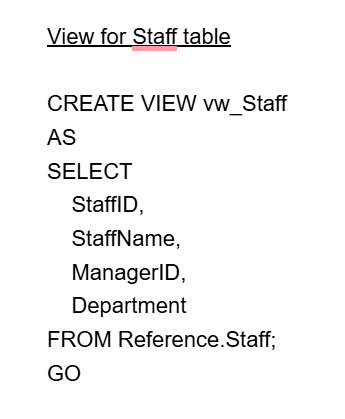 View for Staff table
CREATE VIEW vw_Staff
AS
SELECT
StaffID,
StaffName,
ManagerID,
Department
FROM Reference.Staff;
GO